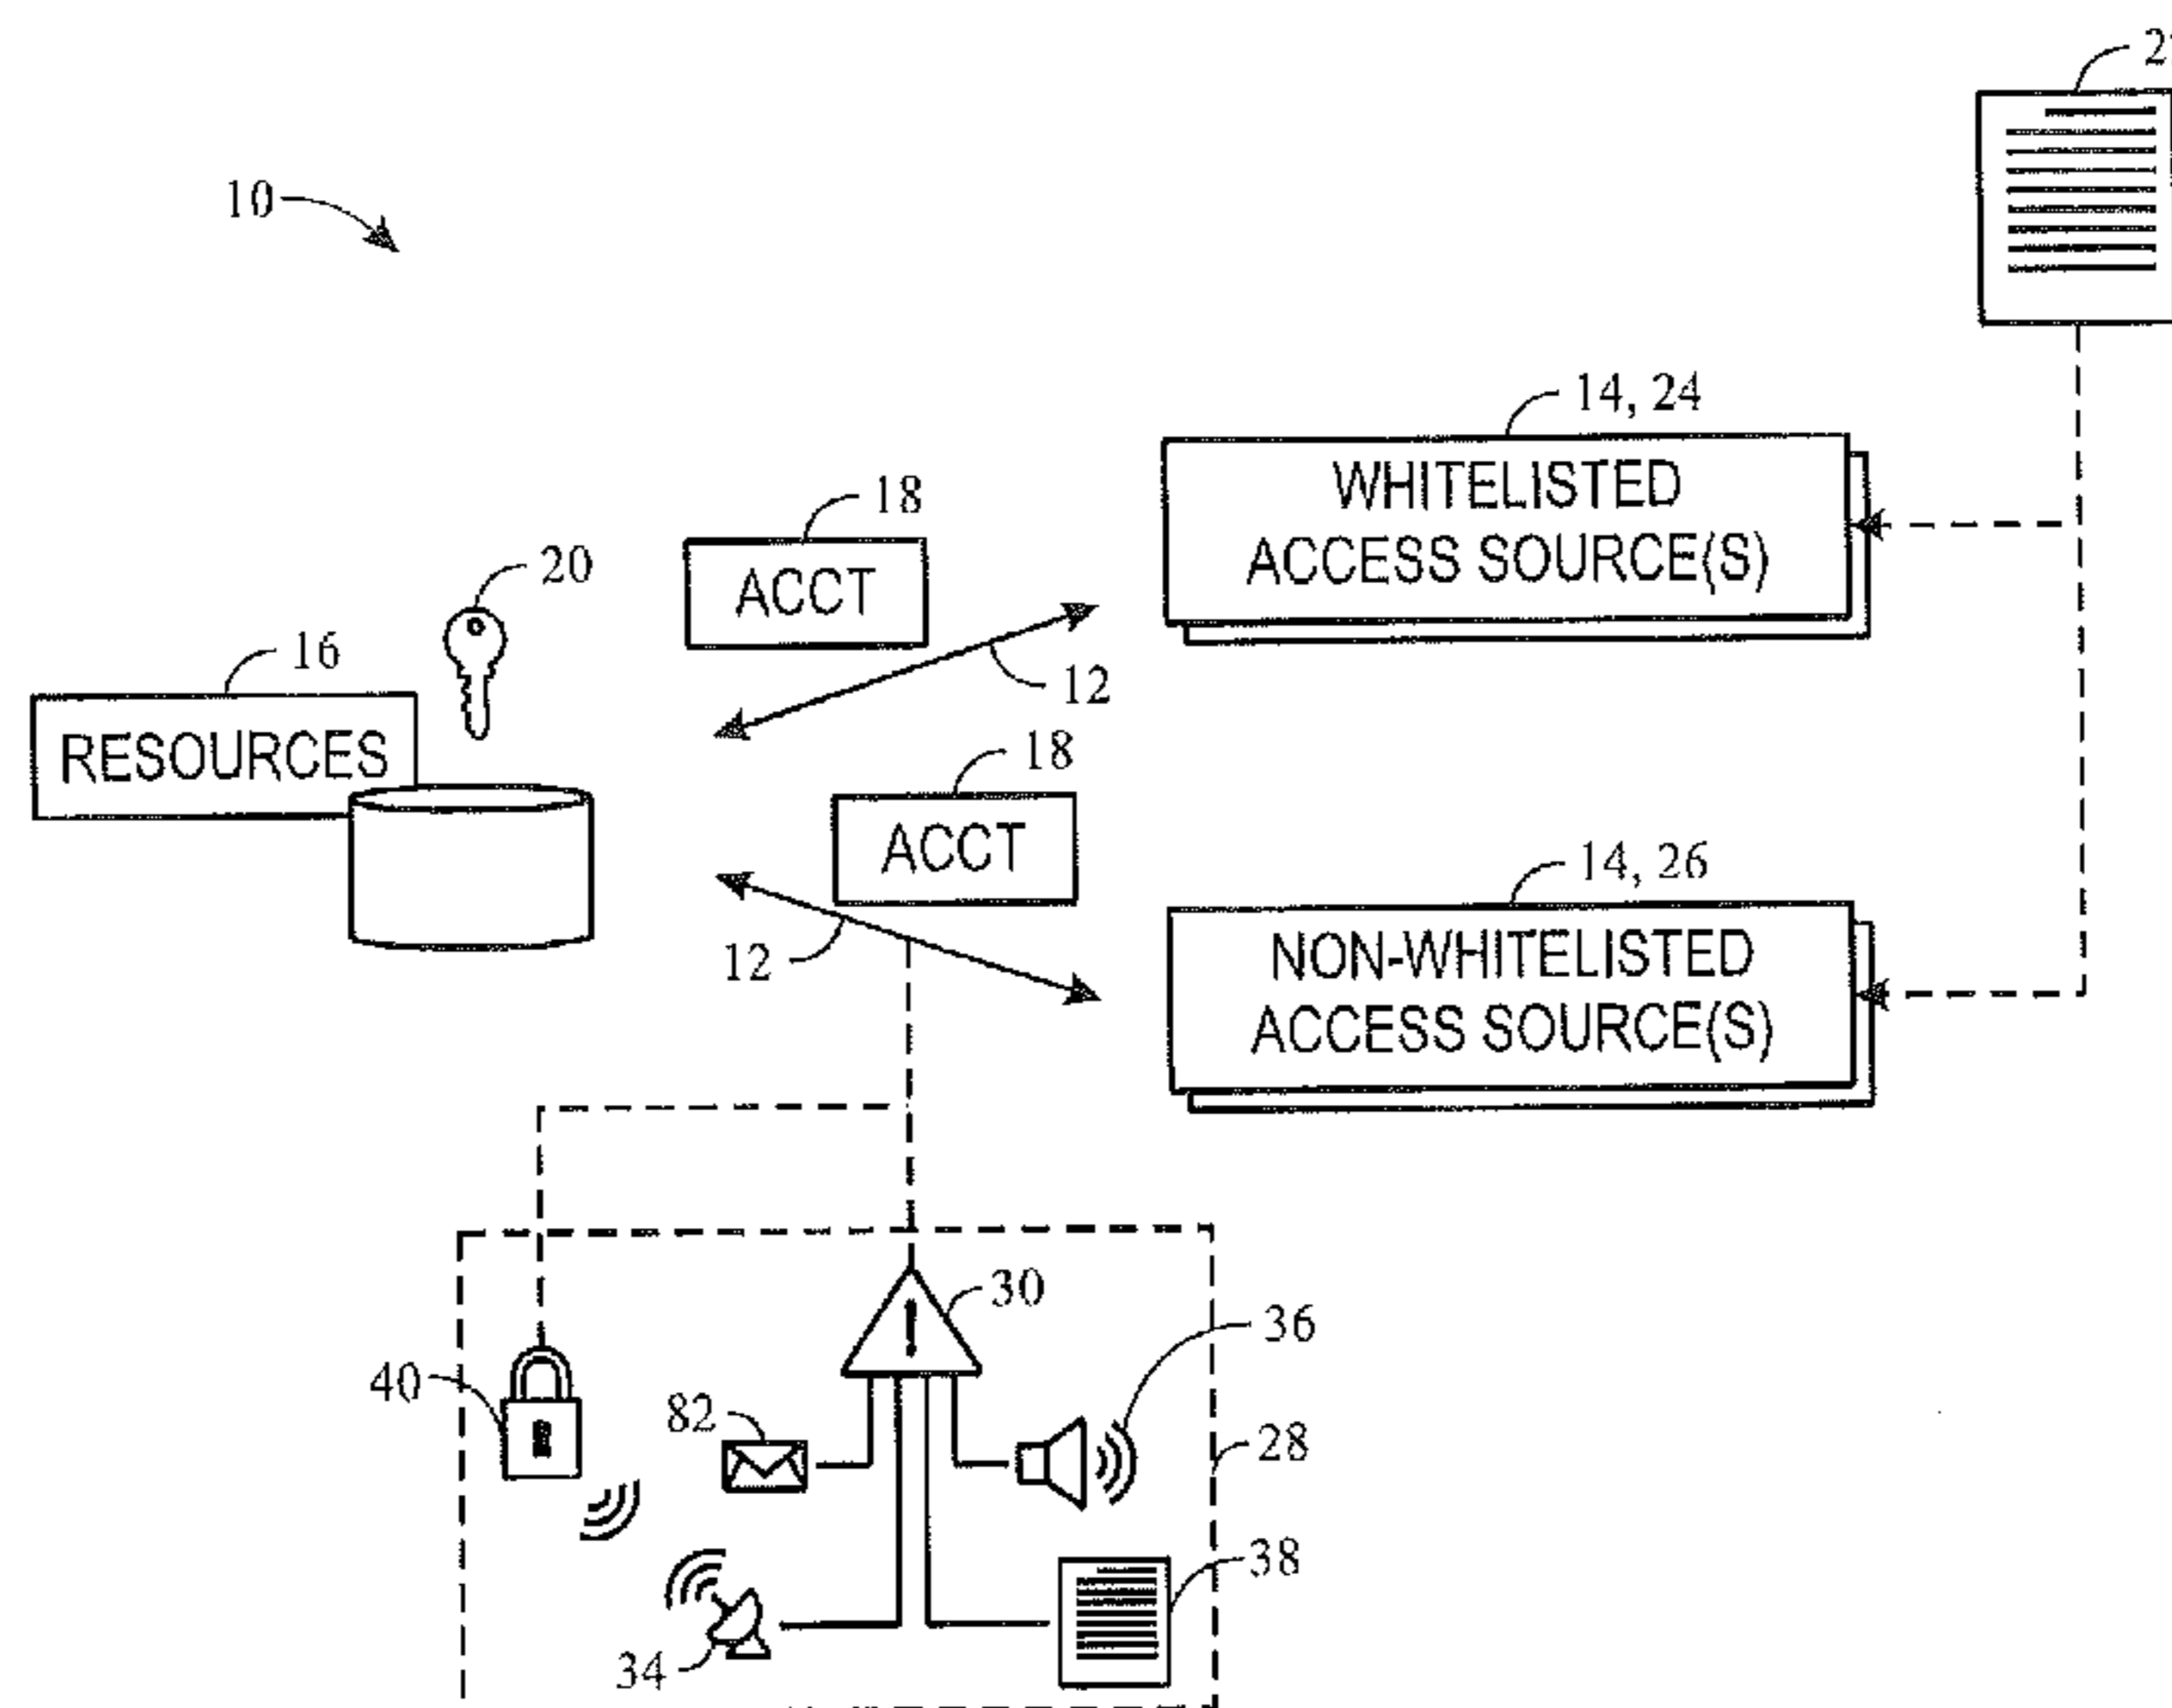 10
14, 24
WHITELISTED
ACCESS SOURCE(S)
18
ACCT
20
16
RESOURCES
12
18
ACCT
14, 26
NON-WHITELISTED
ACCESS SOURCE(S)
12
30
36
40
82
28
38
34